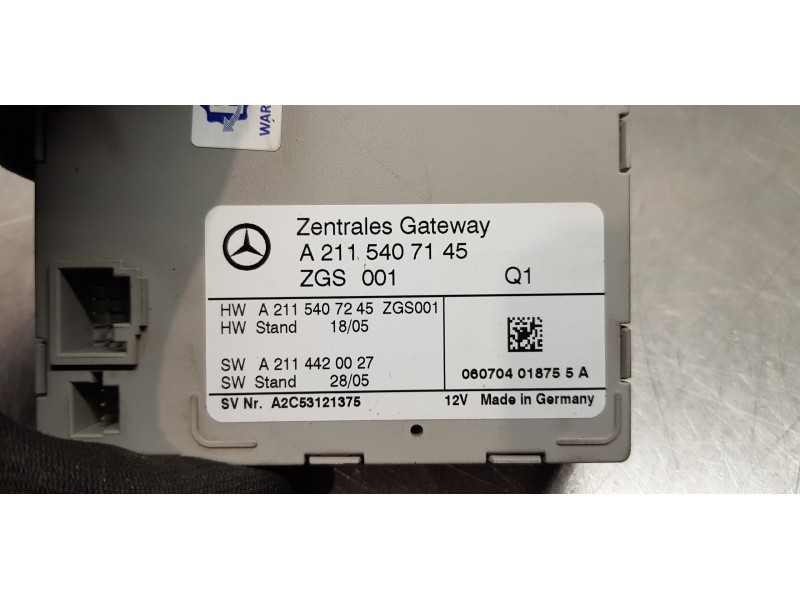 WAR
Zentrales Gateway
A 211 540 71 45
ZGS 001 Q1
HW A 211 540 72 45 ZGS001
HW Stand 18/05
SW A 211 442 00 27
SW Stand 28/05
060704 01875 5 A
SV Nr. A2C53121375 12V Made in Germany